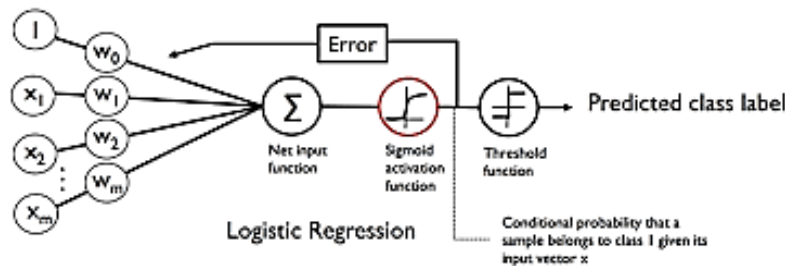 1
w0
Error
x1
w1
Σ
Predicted class label
x2
w2
Net input
function
Sigmoid
activation
function
Threshold
function
wm
xm
Logistic Regression
Conditional probability that a
sample belongs to class 1 given its
input vector x